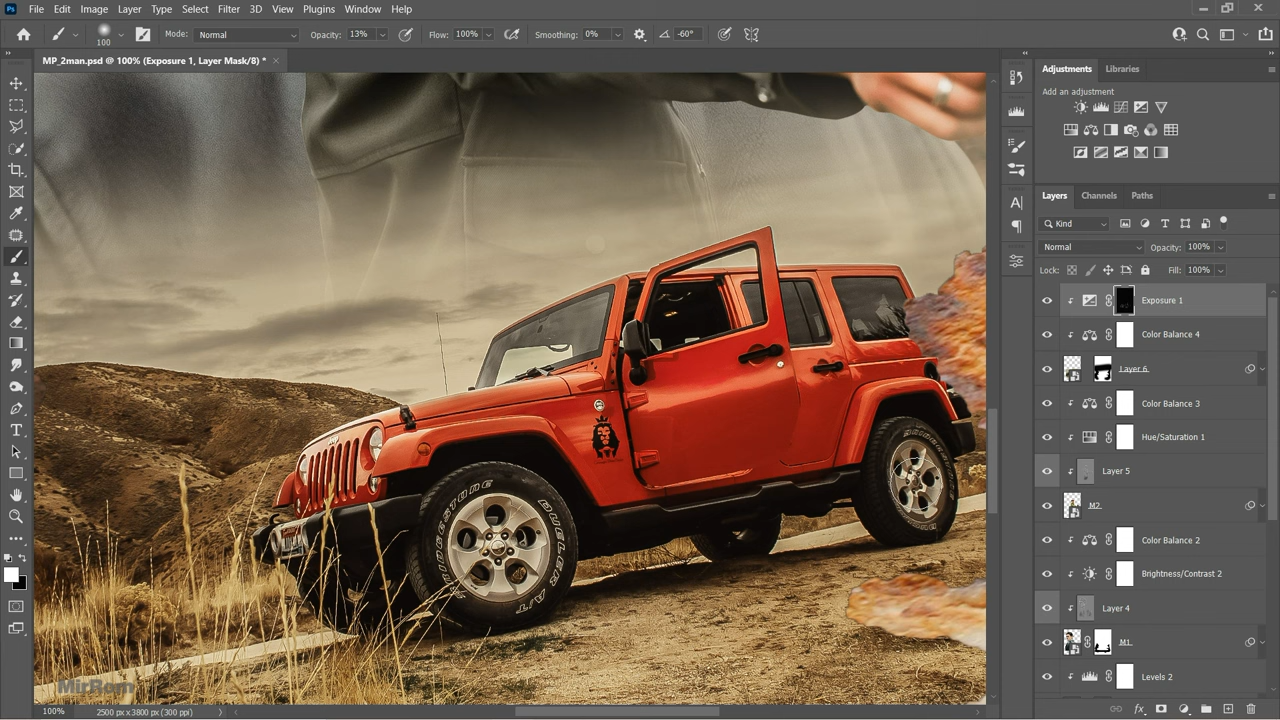 File Edit Image Layer Type Select Filter 3D View Plugins Window Help
100 Mode: Normal Opacity: 13% Flow: 100% Smoothing: 0% -60°
MP_2man.psd @ 100% (Exposure 1, Layer Mask/8) *
Adjustments Libraries
Add an adjustment
Layers Channels Paths
Kind
Normal Opacity: 100%
Lock: Fill: 100%
Exposure 1
Color Balance 4
Layer 6
Color Balance 3
Hue/Saturation 1
Layer 5
M2
Color Balance 2
Brightness/Contrast 2
Layer 4
M1
Levels 2
Jeep
BRIDGESTONE
DUELER A/T
MirRom
100% 2500 px x 3800 px (300 ppi)